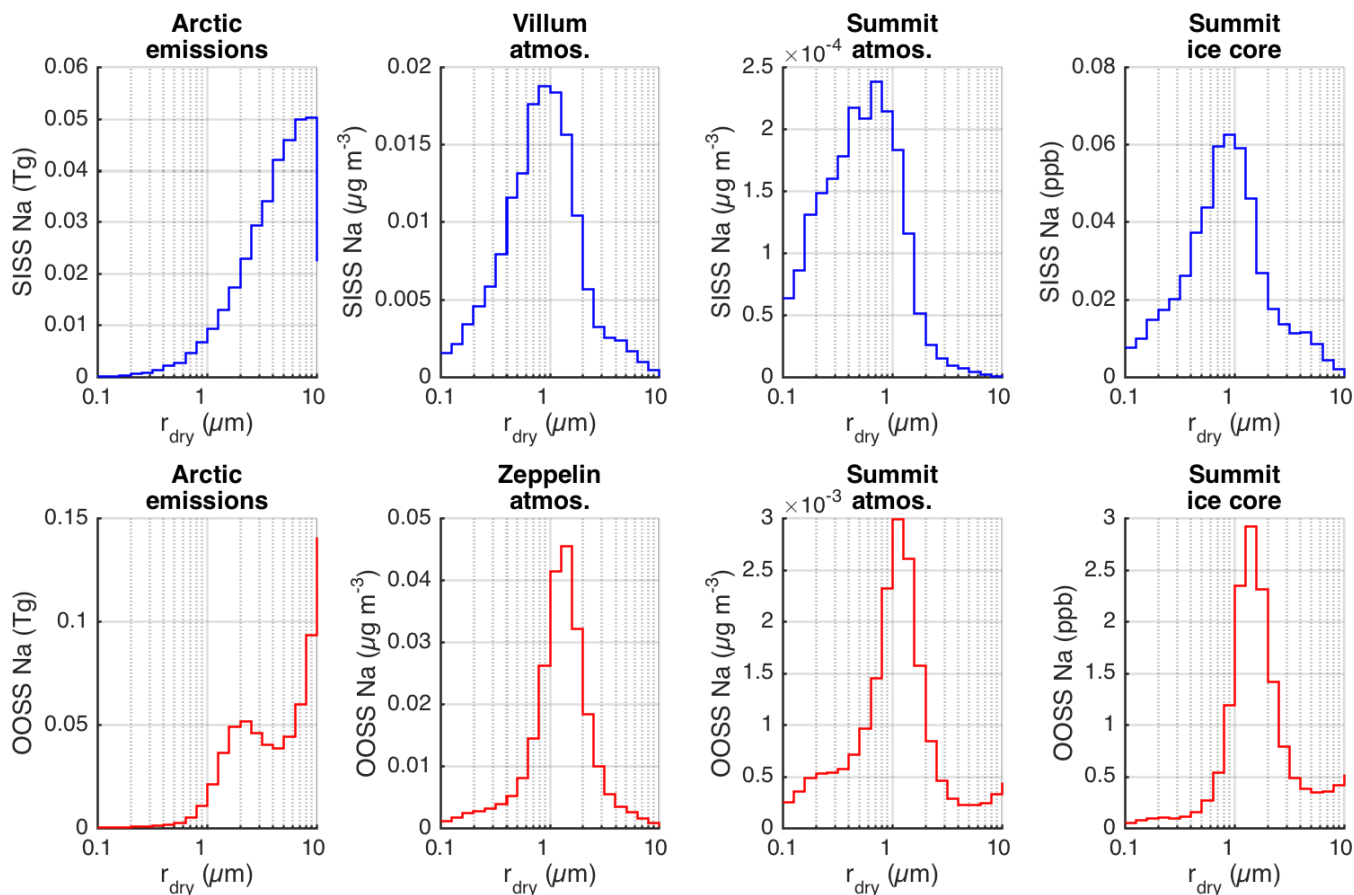 Arctic
emissions
Villum
atmos.
Summit
atmos.
Summit
ice core
0.06
0.05
0.04
0.03
0.02
0.01
0
SISS Na (Tg)
0.1
1
10
r_dry (µm)
0.02
0.015
0.01
0.005
0
SISS Na (µg m⁻³)
0.1
1
10
r_dry (µm)
×10⁻⁴
2.5
2
1.5
1
0.5
0
SISS Na (µg m⁻³)
0.1
1
10
r_dry (µm)
0.08
0.06
0.04
0.02
0
SISS Na (ppb)
0.1
1
10
r_dry (µm)
Arctic
emissions
Zeppelin
atmos.
Summit
atmos.
Summit
ice core
0.15
0.1
0.05
0
OOSS Na (Tg)
0.1
1
10
r_dry (µm)
0.05
0.04
0.03
0.02
0.01
0
OOSS Na (µg m⁻³)
0.1
1
10
r_dry (µm)
×10⁻³
3
2.5
2
1.5
1
0.5
0
OOSS Na (µg m⁻³)
0.1
1
10
r_dry (µm)
3
2.5
2
1.5
1
0.5
0
OOSS Na (ppb)
0.1
1
10
r_dry (µm)